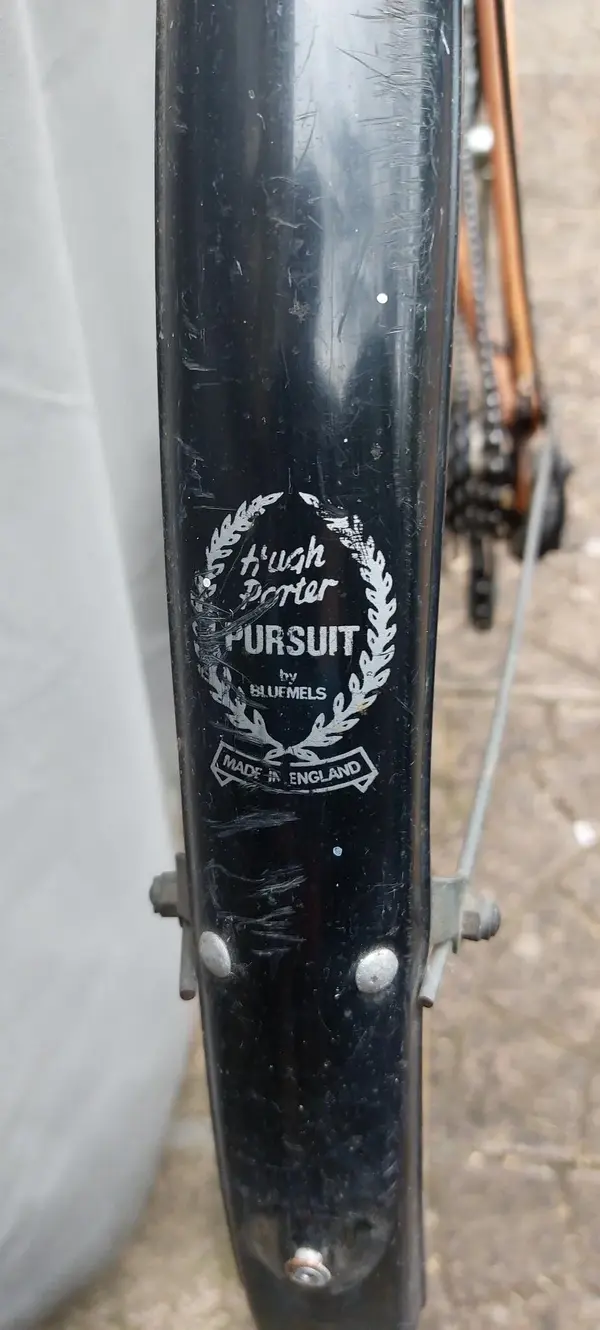 Hugh
Porter
PURSUIT
by
BLUEMELS
MADE IN ENGLAND